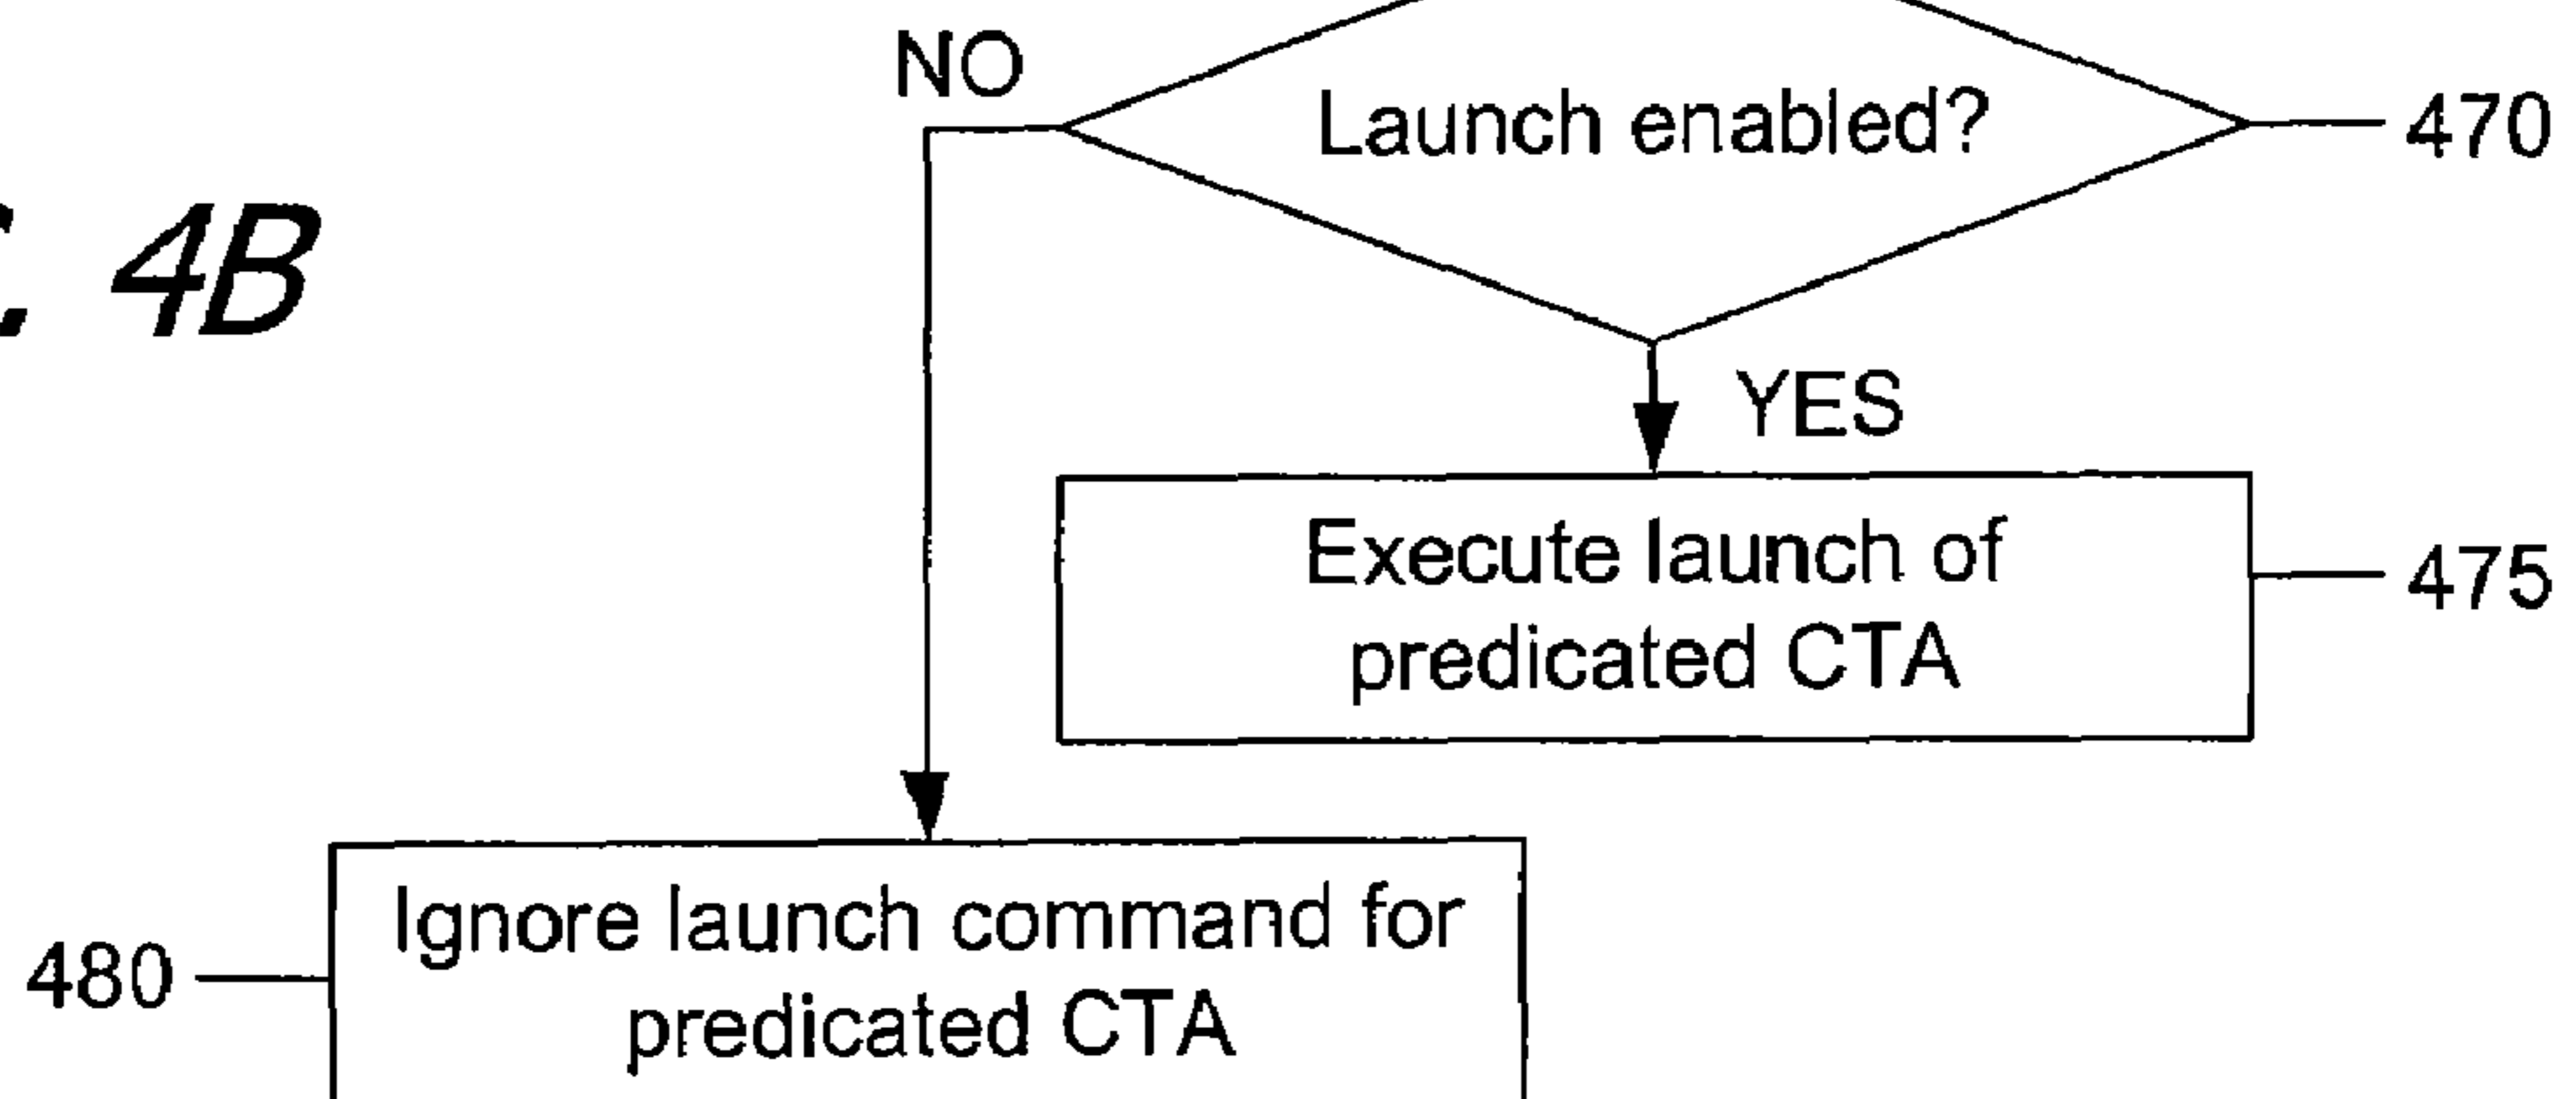 NO
Launch enabled?
470
4B
YES
Execute launch of
predicated CTA
475
Ignore launch command for
predicated CTA
480